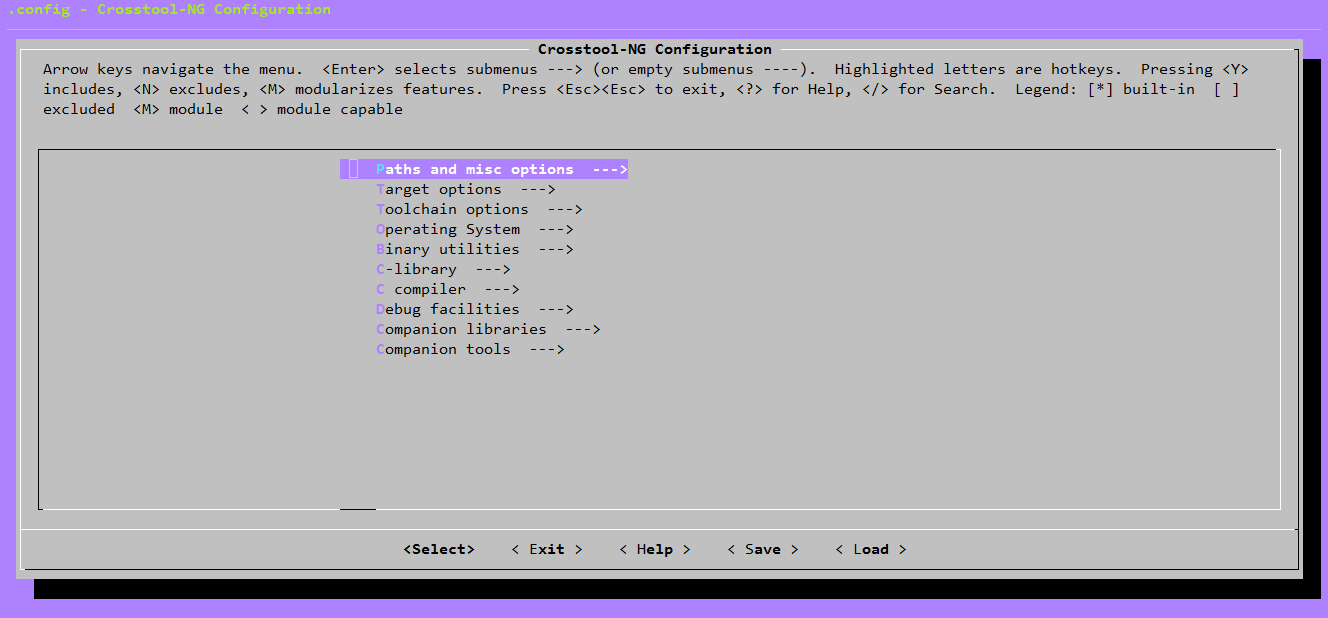 .config - Crosstool-NG Configuration
Crosstool-NG Configuration
Arrow keys navigate the menu.  <Enter> selects submenus ---> (or empty submenus ----).  Highlighted letters are hotkeys.  Pressing <Y>
includes, <N> excludes, <M> modularizes features.  Press <Esc><Esc> to exit, <?> for Help, </> for Search.  Legend: [*] built-in  [ ]
excluded  <M> module  < > module capable
Paths and misc options  --->
Target options  --->
Toolchain options  --->
Operating System  --->
Binary utilities  --->
C-library  --->
C compiler  --->
Debug facilities  --->
Companion libraries  --->
Companion tools  --->
<Select>    < Exit >    < Help >    < Save >    < Load >